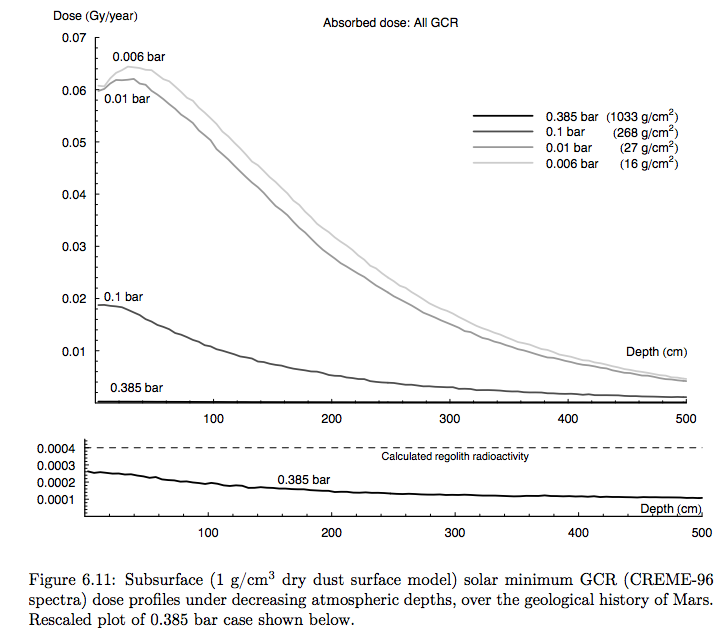 Dose (Gy/year)
Absorbed dose: All GCR
0.07
0.006 bar
0.06
0.01 bar
0.385 bar (1033 g/cm²)
0.1 bar (268 g/cm²)
0.01 bar (27 g/cm²)
0.006 bar (16 g/cm²)
0.05
0.04
0.03
0.02
0.1 bar
0.01
Depth (cm)
0.385 bar
100 200 300 400 500
0.0004
Calculated regolith radioactivity
0.0003
0.0002
0.385 bar
0.0001
Depth (cm)
100 200 300 400 500
Figure 6.11: Subsurface (1 g/cm³ dry dust surface model) solar minimum GCR (CREME-96
spectra) dose profiles under decreasing atmospheric depths, over the geological history of Mars.
Rescaled plot of 0.385 bar case shown below.